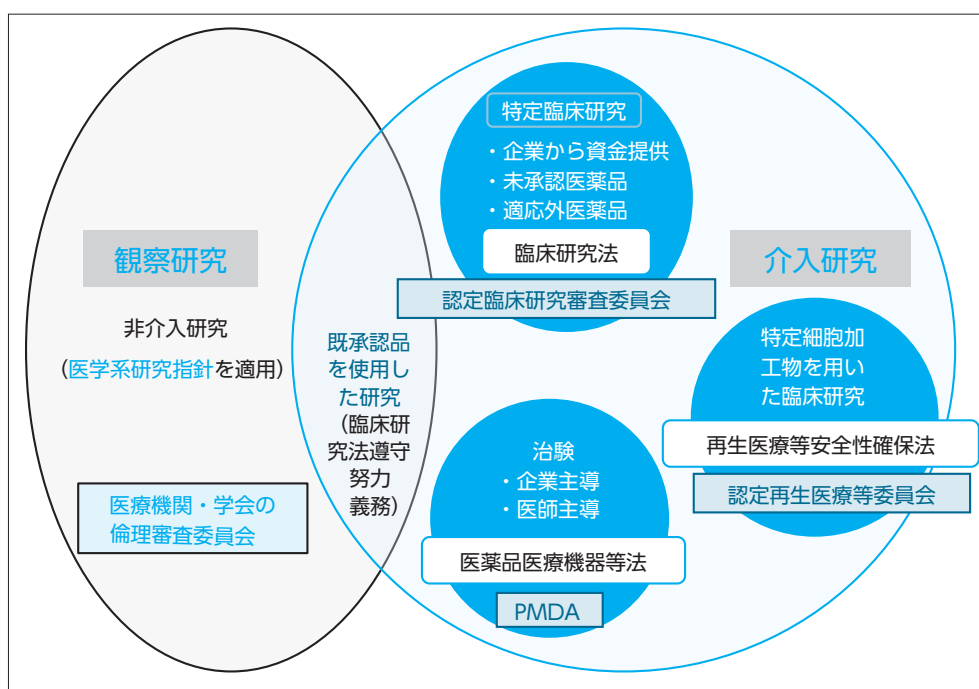 観察研究
非介入研究
（医学系研究指針を適用）
医療機関・学会の
倫理審査委員会
既承認品
を使用し
た研究
（臨床研
究法遵守
努力
義務）
特定臨床研究
・企業から資金提供
・未承認医薬品
・適応外医薬品
臨床研究法
認定臨床研究審査委員会
介入研究
特定細胞加
工物を用い
た臨床研究
再生医療等安全性確保法
認定再生医療等委員会
治験
・企業主導
・医師主導
医薬品医療機器等法
PMDA